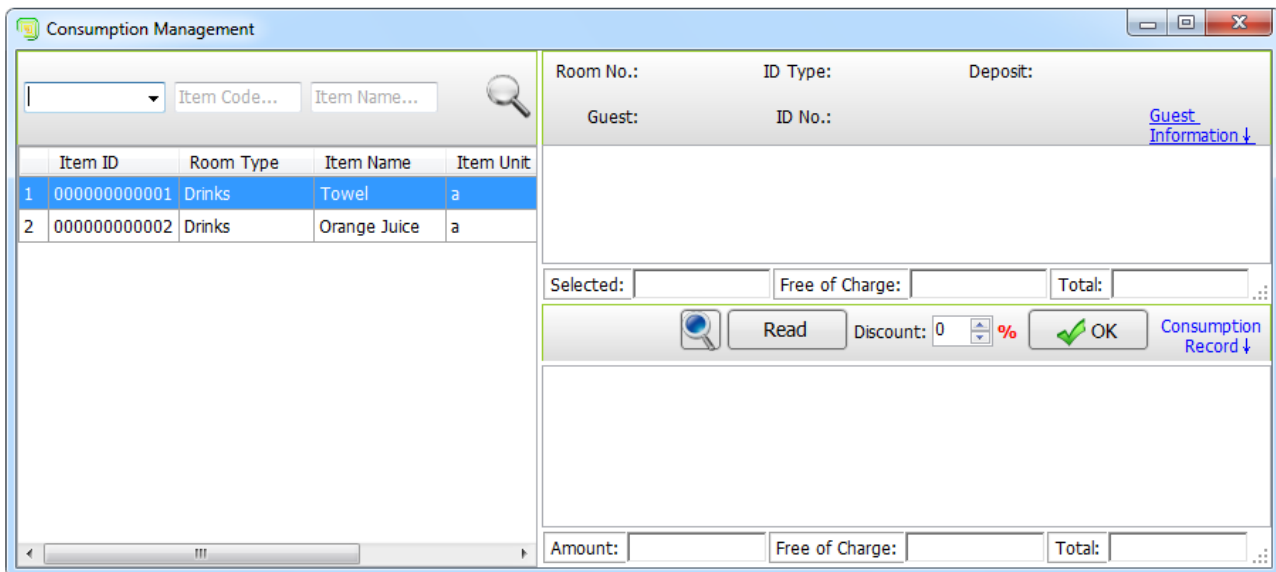 Consumption Management
Item Code... Item Name...
Room No.: ID Type: Deposit:
Guest: ID No.: Guest
Information↓
Item ID Room Type Item Name Item Unit
1 000000000001 Drinks Towel a
2 000000000002 Drinks Orange Juice a
Selected: Free of Charge: Total:
Read Discount: 0 % OK Consumption
Record↓
Amount: Free of Charge: Total: